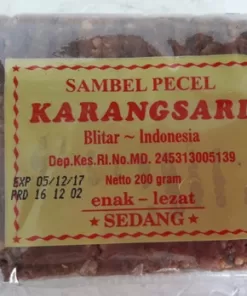 SAMBEL PECEL
KARANGSARI
Blitar ~ Indonesia
Dep.Kes.RI.No.MD. 245313005139
EXP 05/12/17
Netto 200 gram
PRD 16 12 02
enak - lezat
★ SEDANG ★